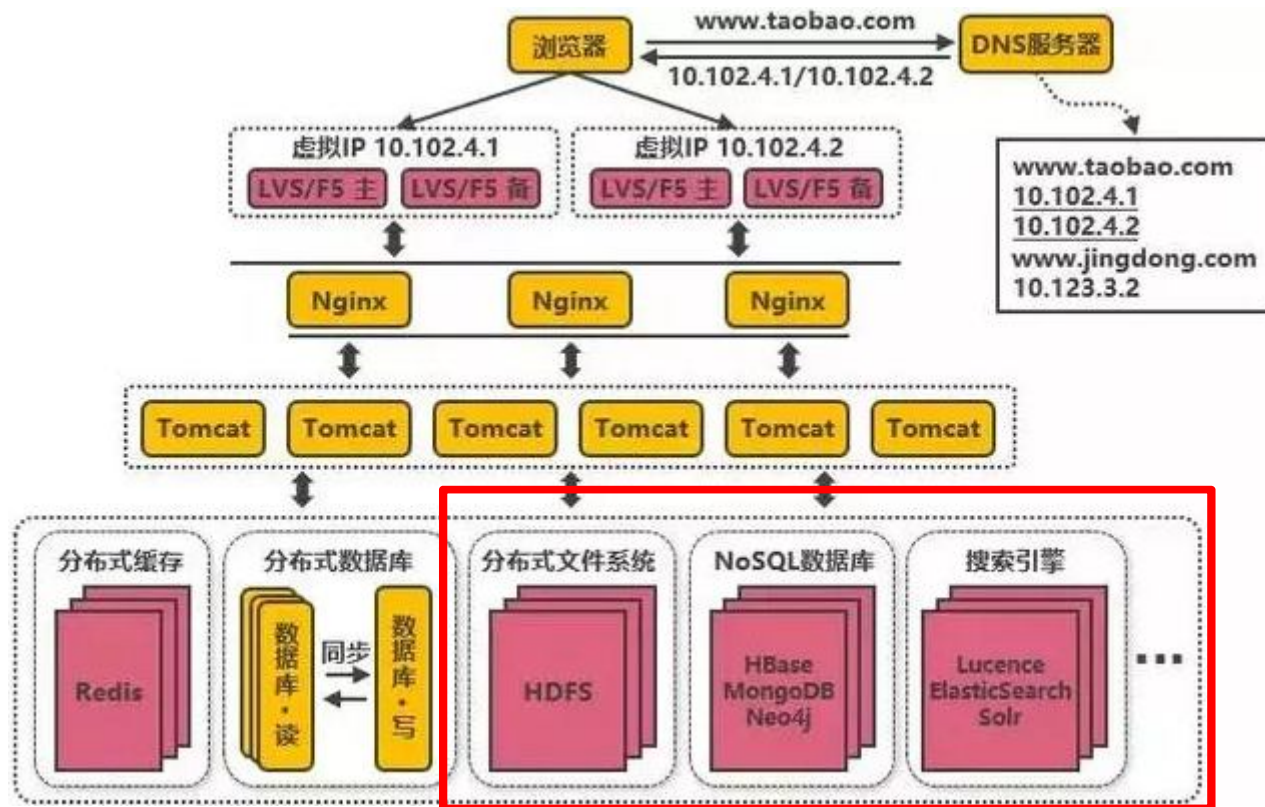 www.taobao.com
浏览器
DNS服务器
10.102.4.1/10.102.4.2
虚拟IP 10.102.4.1
虚拟IP 10.102.4.2
LVS/F5 主
LVS/F5 备
LVS/F5 主
LVS/F5 备
www.taobao.com
10.102.4.1
10.102.4.2
www.jingdong.com
10.123.3.2
Nginx
Nginx
Nginx
Tomcat
Tomcat
Tomcat
Tomcat
Tomcat
Tomcat
分布式缓存
Redis
分布式数据库
数据库·读
同步
数据库·写
分布式文件系统
HDFS
NoSQL数据库
HBase
MongoDB
Neo4j
搜索引擎
Lucence
ElasticSearch
Solr
...